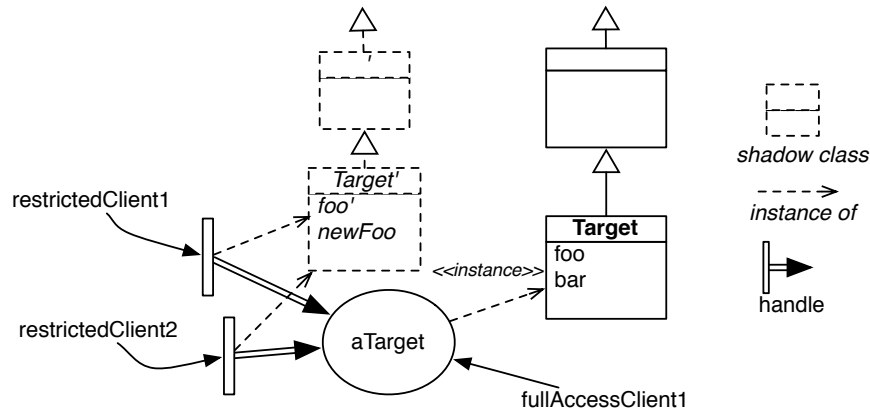 '
Target'
foo'
newFoo
restrictedClient1
restrictedClient2
aTarget
<<instance>>
Target
foo
bar
fullAccessClient1
shadow class
instance of
handle